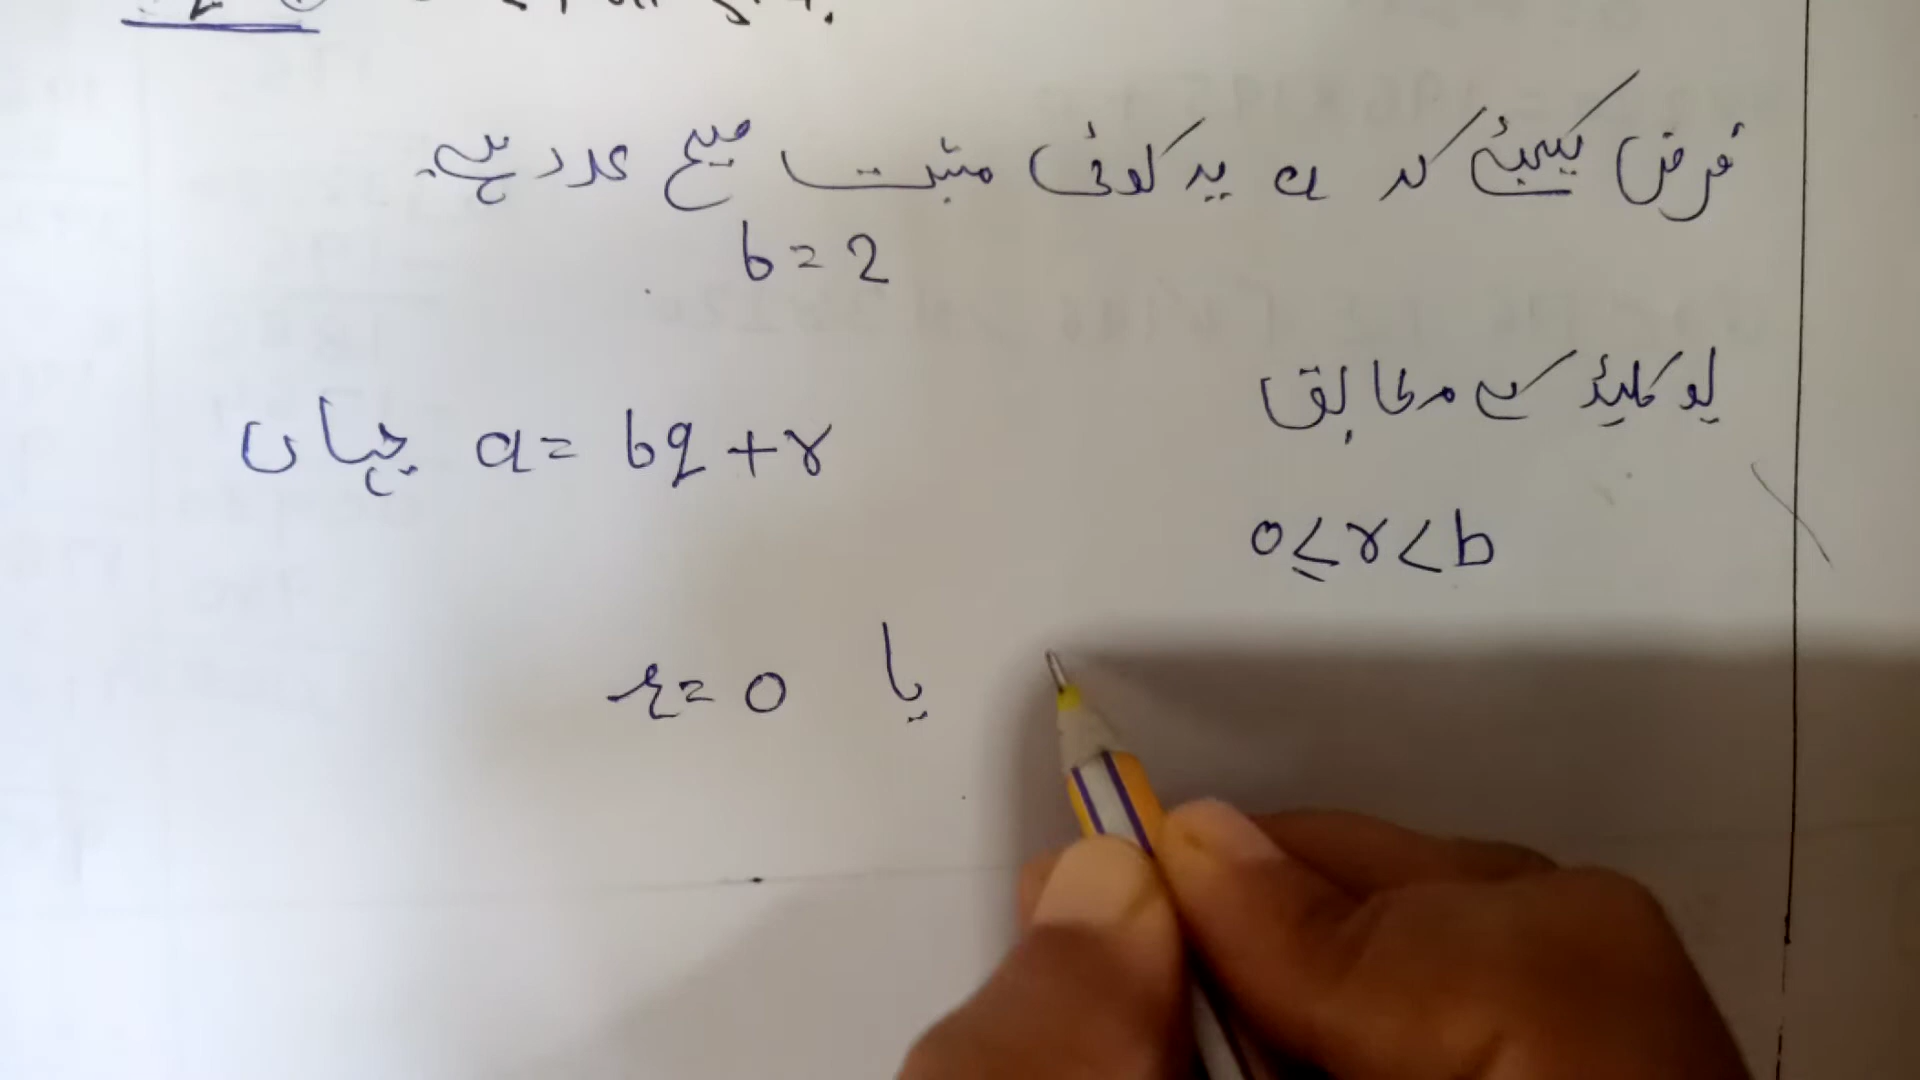 فرض کیجئے کہ a یہ کوئی مثبت صحیح عدد ہے۔
b = 2
یوکلیڈ کے مطابق
a = bq + r جہاں
0 ≤ r < b
r = 0 یا